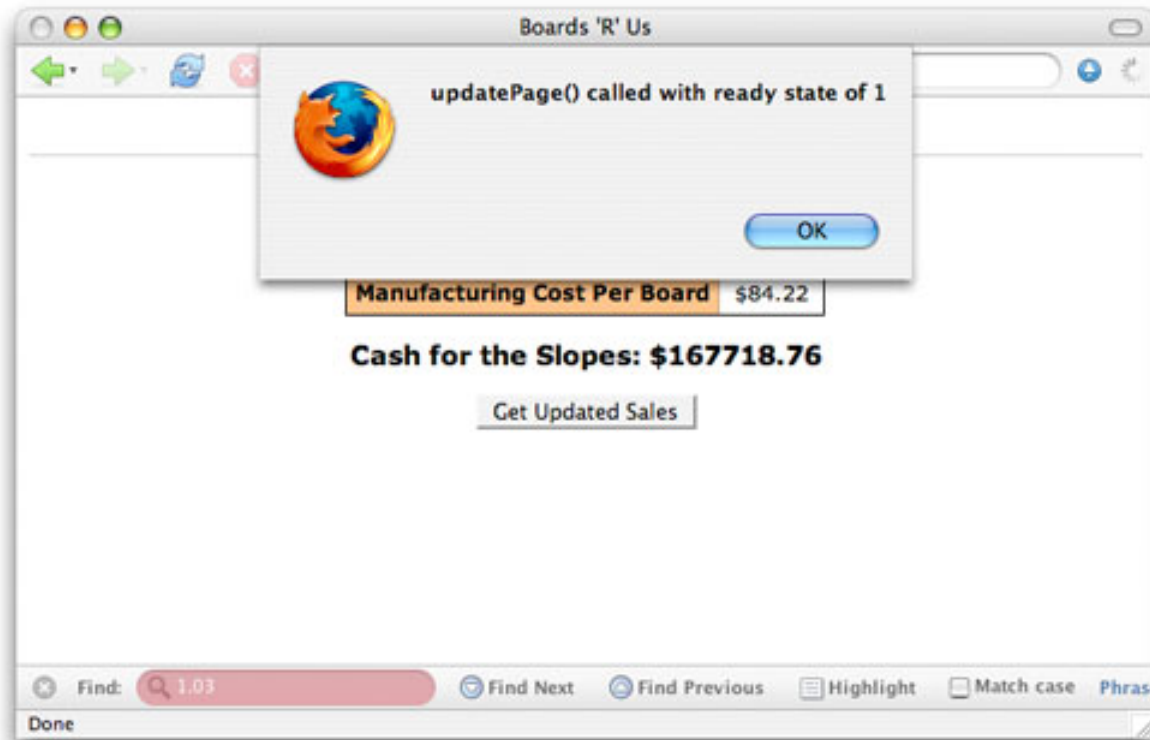 Boards 'R' Us
updatePage() called with ready state of 1
OK
Manufacturing Cost Per Board $84.22
Cash for the Slopes: $167718.76
Get Updated Sales
Find: 1.03 Find Next Find Previous Highlight Match case Phras
Done